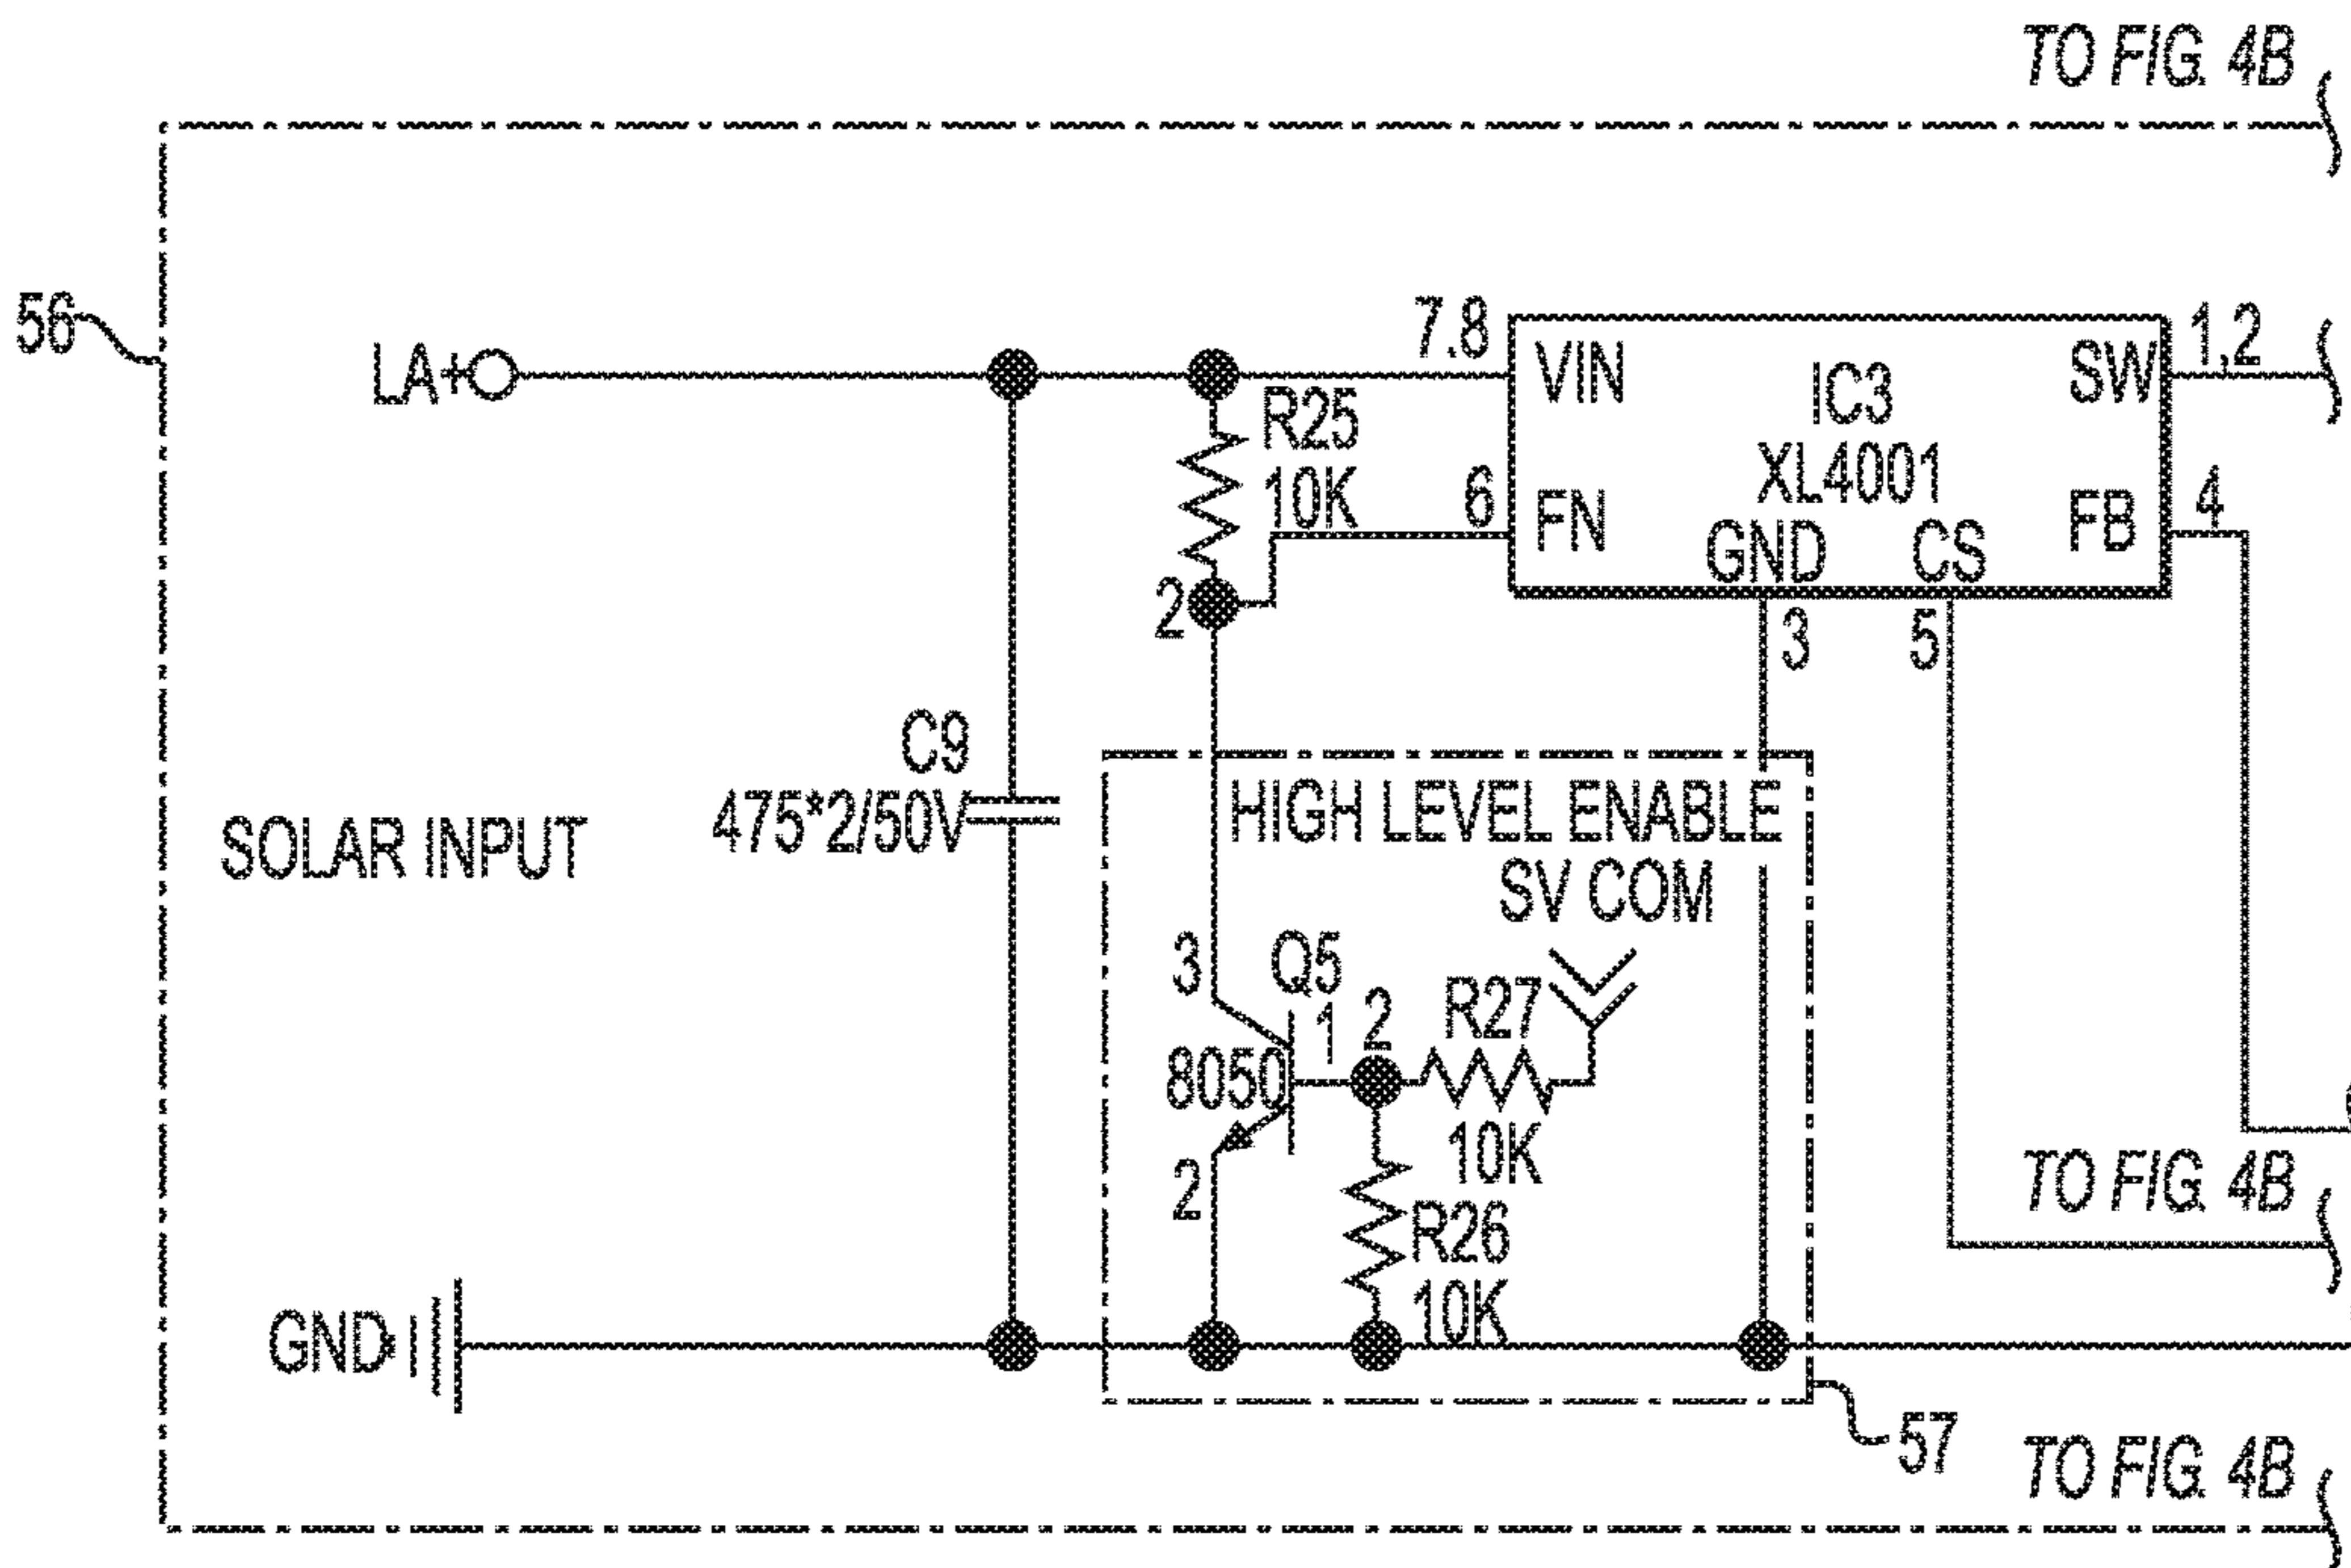 TO FIG. 4B
56
LA+
7.8
VIN
IC3
SW
1,2
R25
10K
XL4001
6
FN
GND
CS
FB
4
2
3
5
C9
475*2/50V
HIGH LEVEL ENABLE
SV COM
SOLAR INPUT
3
Q5
1
2
R27
8050
10K
2
R26
10K
TO FIG. 4B
GND
57
TO FIG. 4B